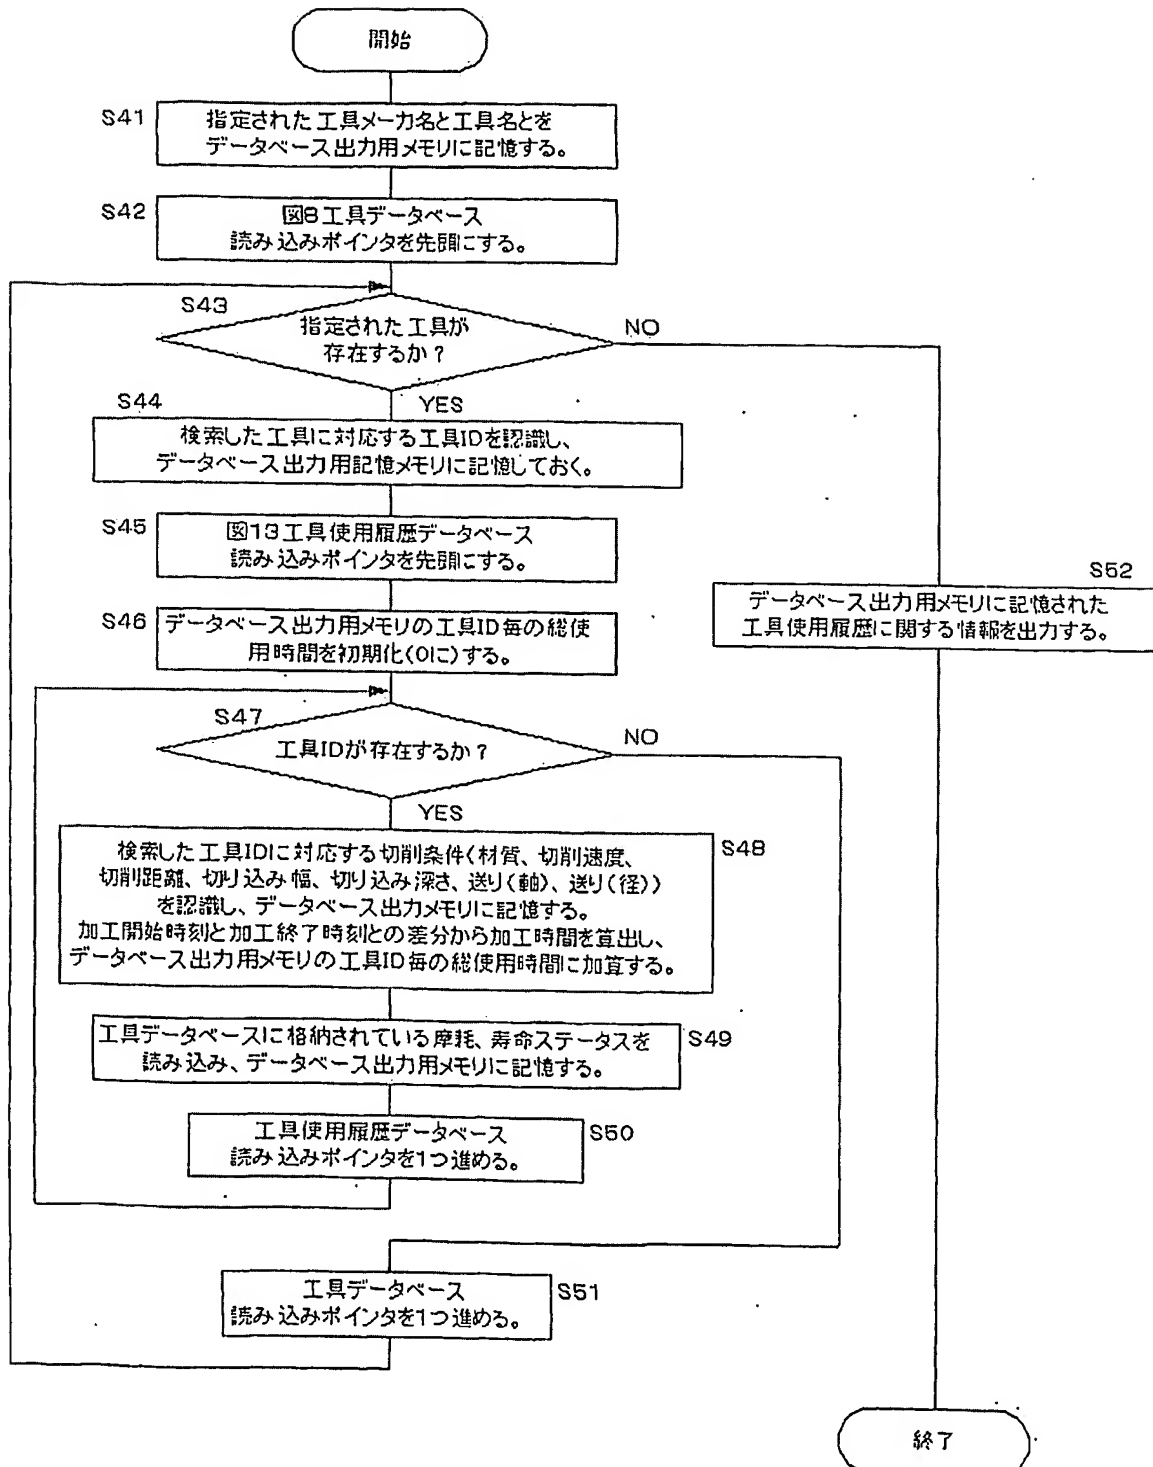 開始
S41
指定された工具メーカ名と工具名とを
データベース出力用メモリに記憶する。
S42
図8工具データベース
読み込みポインタを先頭にする。
S43
指定された工具が
存在するか？
NO
YES
S44
検索した工具に対応する工具IDを認識し、
データベース出力用記憶メモリに記憶しておく。
S45
図13工具使用履歴データベース
読み込みポインタを先頭にする。
S46
データベース出力用メモリの工具ID毎の総使
用時間を初期化(0に)する。
S52
データベース出力用メモリに記憶された
工具使用履歴に関する情報を出力する。
S47
工具IDが存在するか？
NO
YES
S48
検索した工具IDに対応する切削条件(材質、切削速度、
切削距離、切り込み幅、切り込み深さ、送り(軸)、送り(径))
を認識し、データベース出力メモリに記憶する。
加工開始時刻と加工終了時刻との差分から加工時間を算出し、
データベース出力用メモリの工具ID毎の総使用時間に加算する。
S49
工具データベースに格納されている摩耗、寿命ステータスを
読み込み、データベース出力用メモリに記憶する。
S50
工具使用履歴データベース
読み込みポインタを1つ進める。
S51
工具データベース
読み込みポインタを1つ進める。
終了